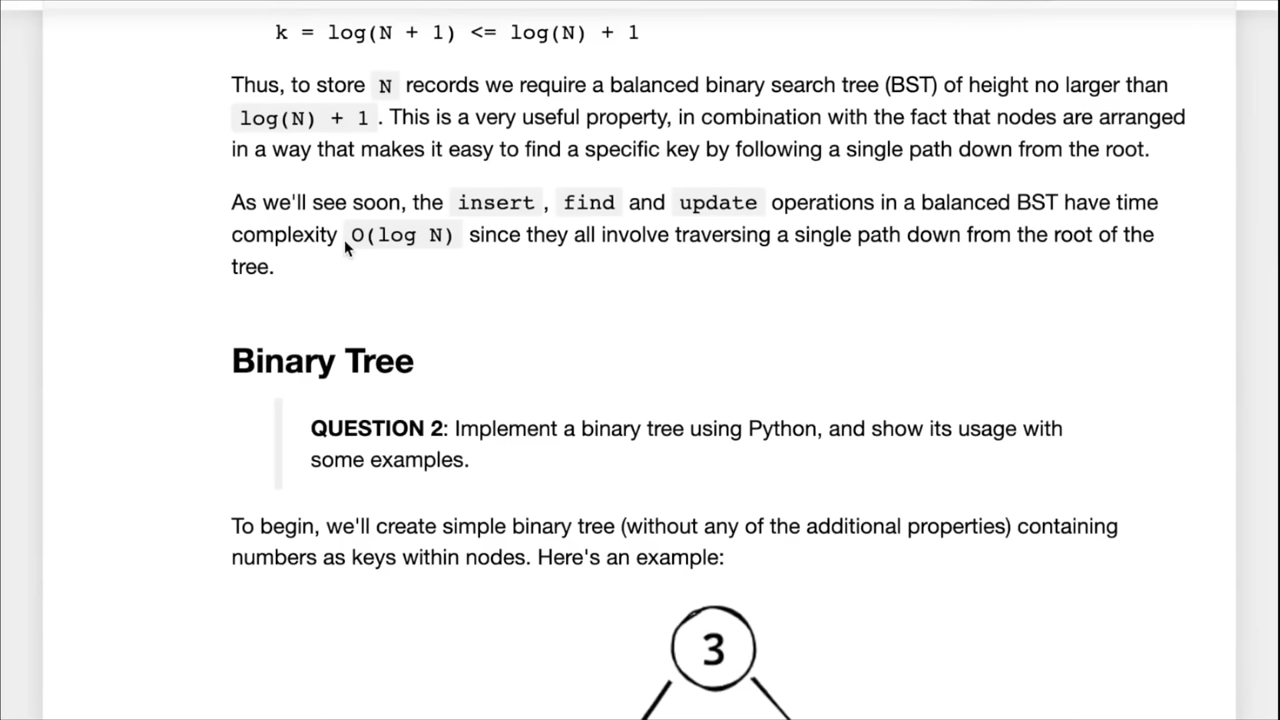 k = log(N + 1) <= log(N) + 1
Thus, to store N records we require a balanced binary search tree (BST) of height no larger than
log(N) + 1 . This is a very useful property, in combination with the fact that nodes are arranged
in a way that makes it easy to find a specific key by following a single path down from the root.
As we'll see soon, the insert , find and update operations in a balanced BST have time
complexity O(log N) since they all involve traversing a single path down from the root of the
tree.
Binary Tree
QUESTION 2: Implement a binary tree using Python, and show its usage with
some examples.
To begin, we'll create simple binary tree (without any of the additional properties) containing
numbers as keys within nodes. Here's an example:
3